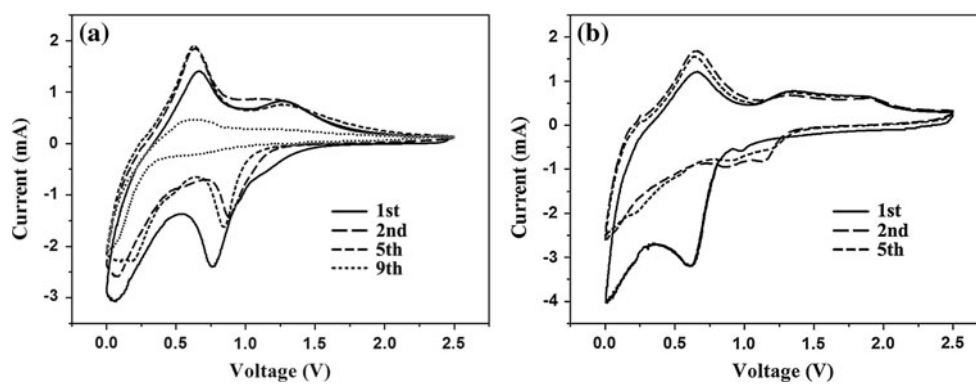 (a)
Current (mA)
2
1
0
-1
-2
-3
0.0 0.5 1.0 1.5 2.0 2.5
Voltage (V)
1st
2nd
5th
9th
(b)
Current (mA)
2
1
0
-1
-2
-3
-4
0.0 0.5 1.0 1.5 2.0 2.5
Voltage (V)
1st
2nd
5th